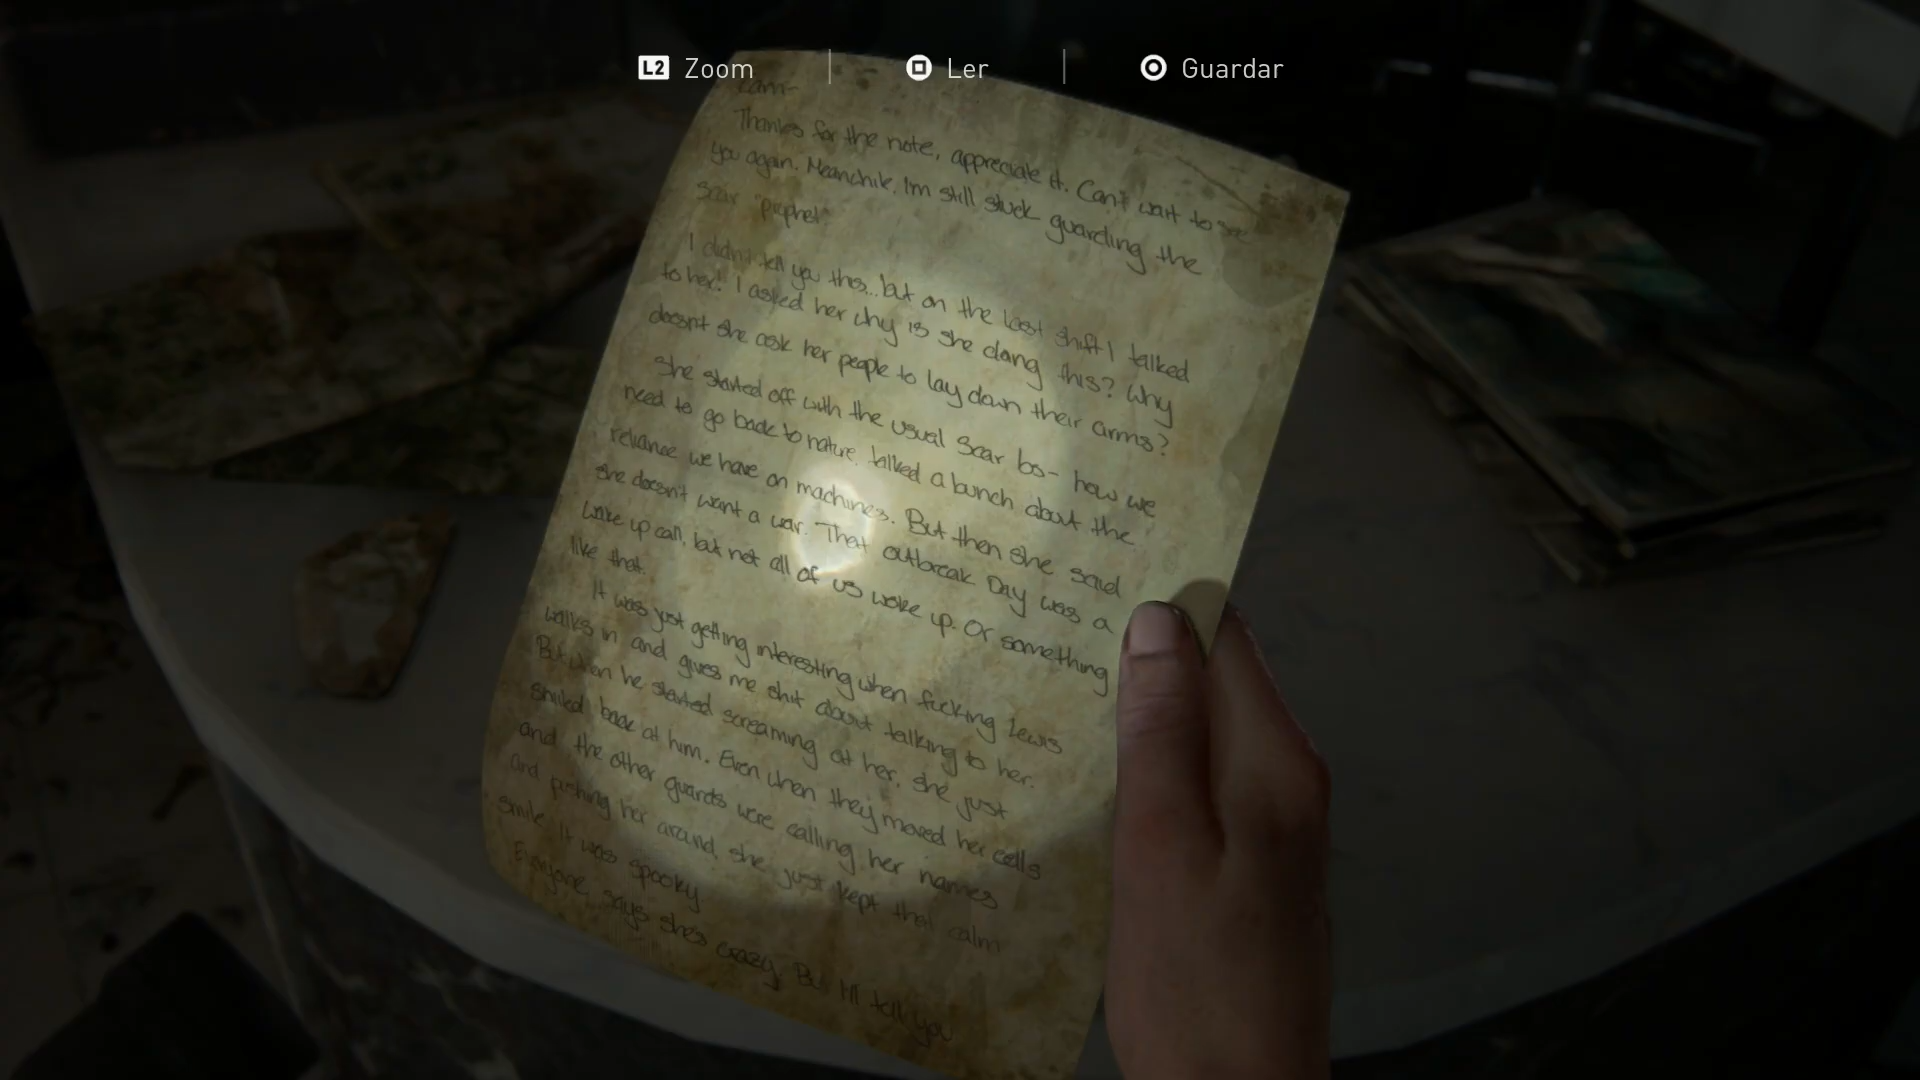 L2 Zoom
Ler
Guardar
Thanks for the note, appreciate it. Can't wait to see
you again. Meanwhile, I'm still stuck guarding the
Scar "prophet".
I didn't tell you this... but on the last shift I talked
to her! I asked her why is she doing this? Why
doesn't she ask her people to lay down their arms?
She started off with the usual Scar bs- how we
need to go back to nature, talked a bunch about the
reliance we have on machines. But then she said
she doesn't want a war. That outbreak Day was a
wake up call, but not all of us woke up. Or something
like that.
It was just getting interesting when fucking Lewis
walks in and gives me shit about talking to her.
But when he started screaming at her, she just
smiled back at him. Even when they moved her cells
and the other guards were calling her names
and pushing her around, she just kept that calm
smile. It was spooky
Everyone says she's crazy. But I'll tell you